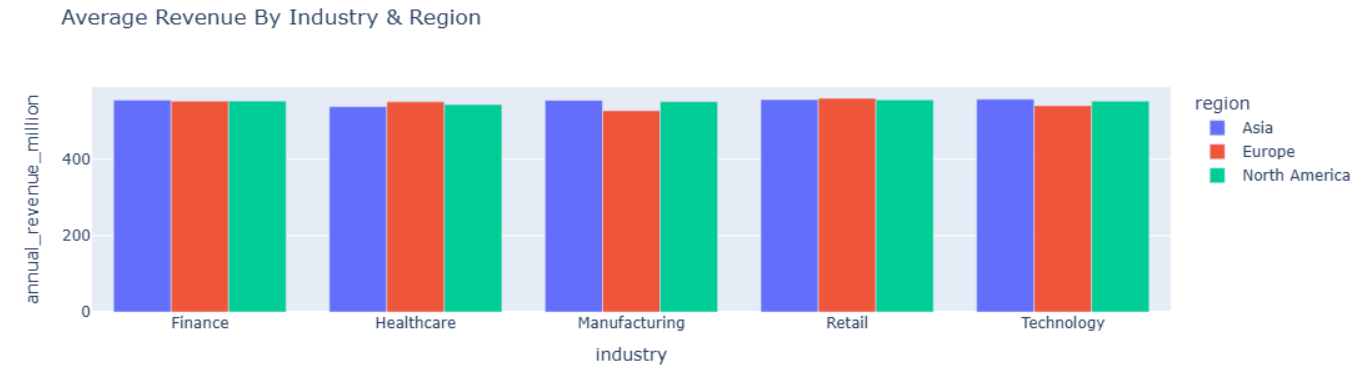 Average Revenue By Industry & Region
annual_revenue_million
400
200
0
Finance
Healthcare
Manufacturing
Retail
Technology
industry
region
Asia
Europe
North America